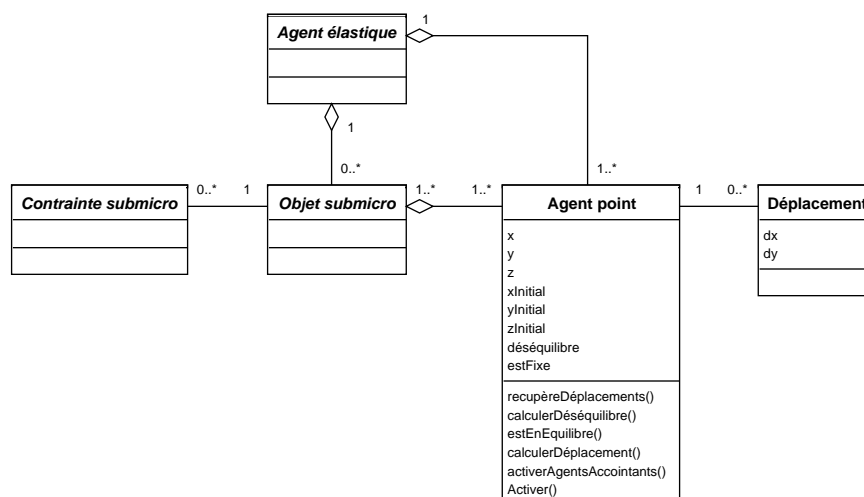 Agent élastique
1
1
0..*
1..*
Contrainte submicro
0..*
1
Objet submicro
1..*
1..*
Agent point
1
0..*
Déplacement
x
y
z
xInitial
yInitial
zInitial
déséquilibre
estFixe
recupèreDéplacements()
calculerDéséquilibre()
estEnEquilibre()
calculerDéplacement()
activerAgentsAccointants()
Activer()
dx
dy